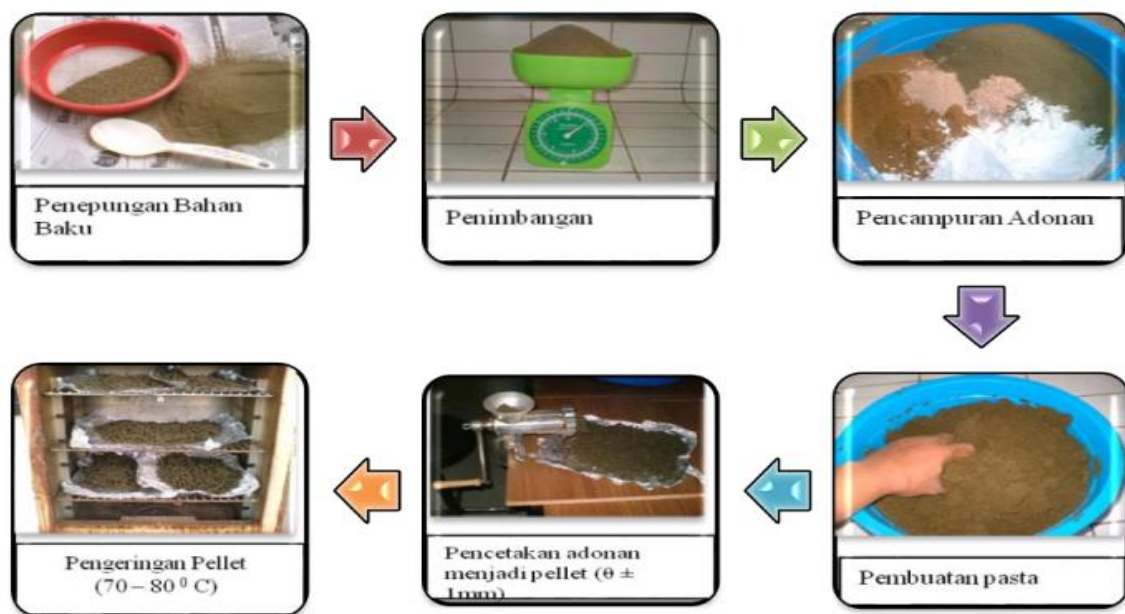 Penepungan Bahan
Baku
Penimbangan
Pencampuran Adonan
Pembuatan pasta
Pencetakan adonan
menjadi pellet (θ ±
1mm)
Pengeringan Pellet
(70 – 80 ⁰ C)